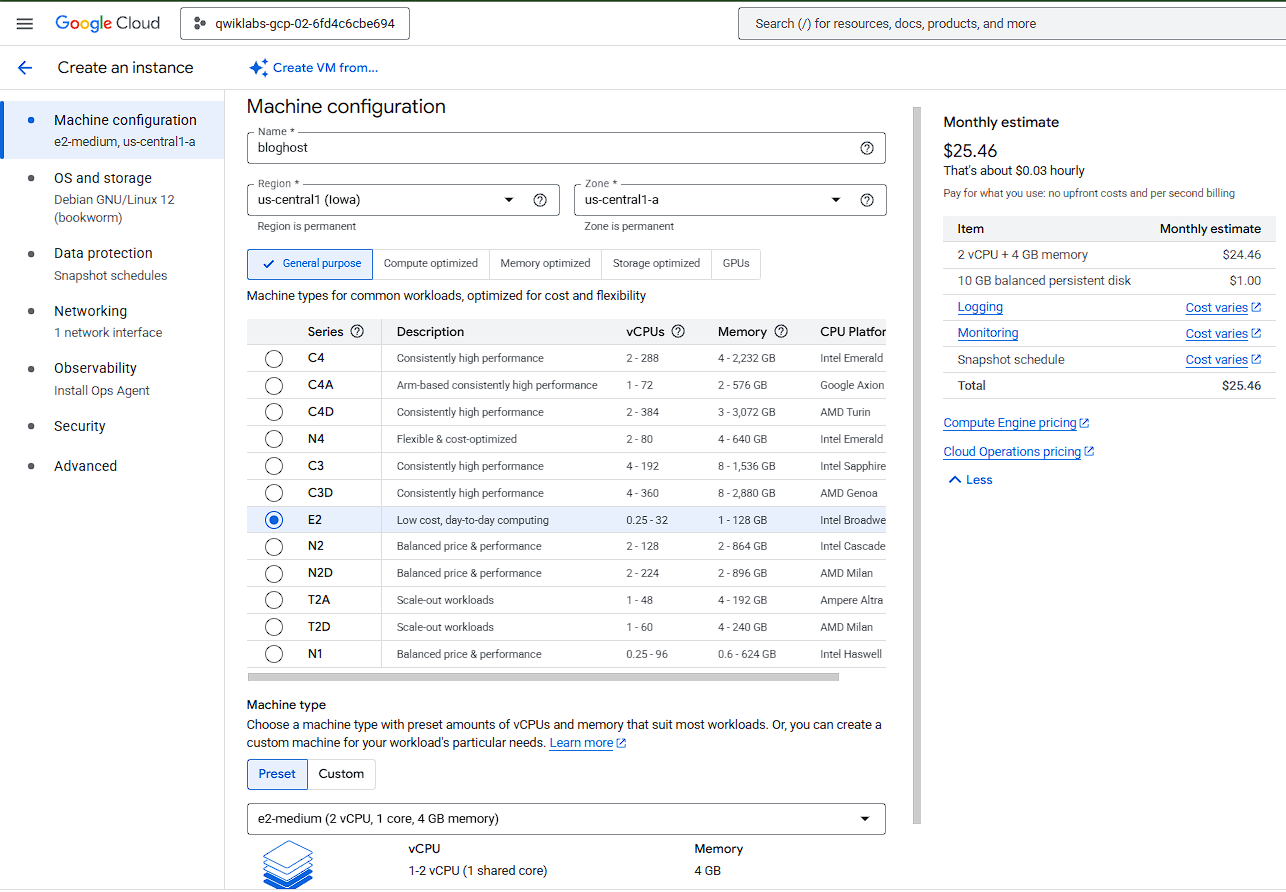 Google Cloud
qwiklabs-gcp-02-6fd4c6cbe694
Search (/) for resources, docs, products, and more
Create an instance
Create VM from...
Machine configuration
e2-medium, us-central1-a
OS and storage
Debian GNU/Linux 12
(bookworm)
Data protection
Snapshot schedules
Networking
1 network interface
Observability
Install Ops Agent
Security
Advanced
Machine configuration
Name *
bloghost
Region *
us-central1 (Iowa)
Region is permanent
Zone *
us-central1-a
Zone is permanent
General purpose
Compute optimized
Memory optimized
Storage optimized
GPUs
Machine types for common workloads, optimized for cost and flexibility
Series Description vCPUs Memory CPU Platfor
C4 Consistently high performance 2 - 288 4 - 2,232 GB Intel Emerald
C4A Arm-based consistently high performance 1 - 72 2 - 576 GB Google Axion
C4D Consistently high performance 2 - 384 3 - 3,072 GB AMD Turin
N4 Flexible & cost-optimized 2 - 80 4 - 640 GB Intel Emerald
C3 Consistently high performance 4 - 192 8 - 1,536 GB Intel Sapphire
C3D Consistently high performance 4 - 360 8 - 2,880 GB AMD Genoa
E2 Low cost, day-to-day computing 0.25 - 32 1 - 128 GB Intel Broadwe
N2 Balanced price & performance 2 - 128 2 - 864 GB Intel Cascade
N2D Balanced price & performance 2 - 224 2 - 896 GB AMD Milan
T2A Scale-out workloads 1 - 48 4 - 192 GB Ampere Altra
T2D Scale-out workloads 1 - 60 4 - 240 GB AMD Milan
N1 Balanced price & performance 0.25 - 96 0.6 - 624 GB Intel Haswell
Machine type
Choose a machine type with preset amounts of vCPUs and memory that suit most workloads. Or, you can create a
custom machine for your workload's particular needs. Learn more
Preset
Custom
e2-medium (2 vCPU, 1 core, 4 GB memory)
vCPU Memory
1-2 vCPU (1 shared core) 4 GB
Monthly estimate
$25.46
That's about $0.03 hourly
Pay for what you use: no upfront costs and per second billing
Item Monthly estimate
2 vCPU + 4 GB memory $24.46
10 GB balanced persistent disk $1.00
Logging Cost varies
Monitoring Cost varies
Snapshot schedule Cost varies
Total $25.46
Compute Engine pricing
Cloud Operations pricing
Less